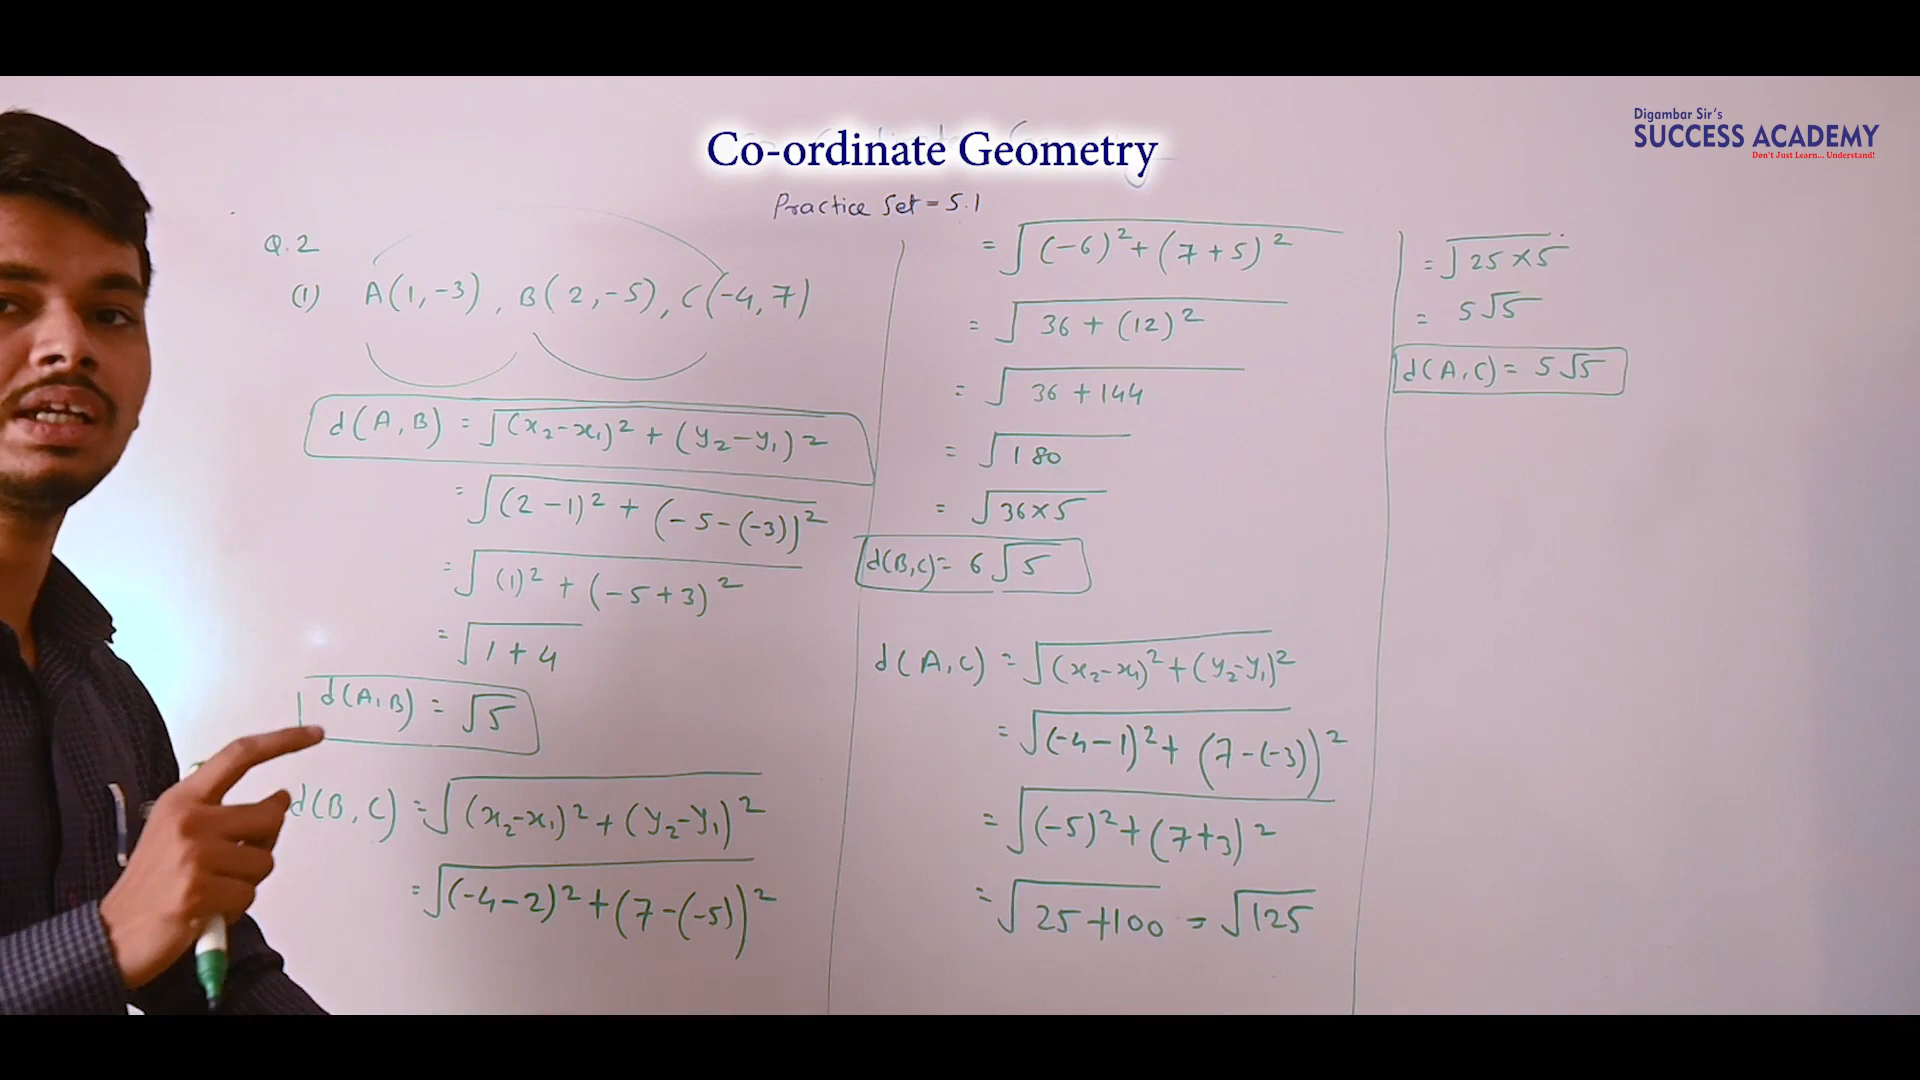 Digambar Sir's
SUCCESS ACADEMY
Don't Just Learn... Understand!
Co-ordinate Geometry
Practice Set = 5.1
Q.2
(1) A(1,-3), B(2,-5), C(-4,7)
d(A,B) = √(x₂-x₁)² + (y₂-y₁)²
= √(2-1)² + (-5-(-3))²
= √(1)² + (-5+3)²
= √1+4
d(A,B) = √5
d(B,C) = √(x₂-x₁)² + (y₂-y₁)²
= √(-4-2)² + (7-(-5))²
= √(-6)² + (7+5)²
= √36 + (12)²
= √36 + 144
= √180
= √36×5
d(B,C) = 6√5
d(A,C) = √(x₂-x₁)² + (y₂-y₁)²
= √(-4-1)² + (7-(-3))²
= √(-5)² + (7+3)²
= √25+100 = √125
= √25×5
= 5√5
d(A,C) = 5√5